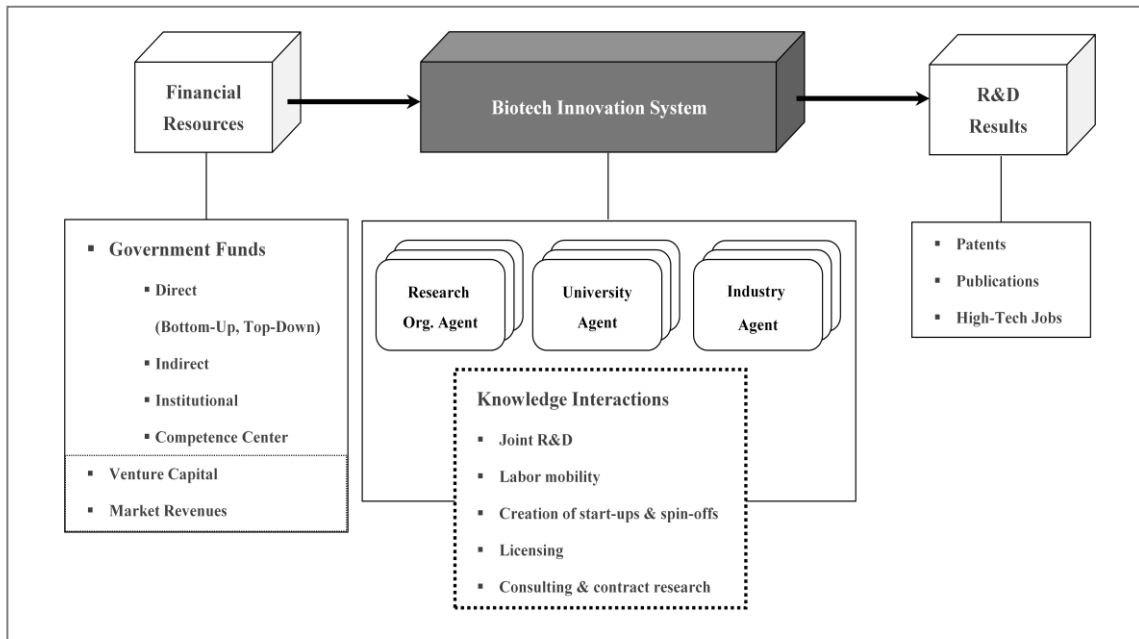 Financial
Resources
Biotech Innovation System
R&D
Results
▪ Government Funds
▪ Direct
(Bottom-Up, Top-Down)
▪ Indirect
▪ Institutional
▪ Competence Center
▪ Venture Capital
▪ Market Revenues
Research
Org. Agent
University
Agent
Industry
Agent
Knowledge Interactions
▪ Joint R&D
▪ Labor mobility
▪ Creation of start-ups & spin-offs
▪ Licensing
▪ Consulting & contract research
▪ Patents
▪ Publications
▪ High-Tech Jobs